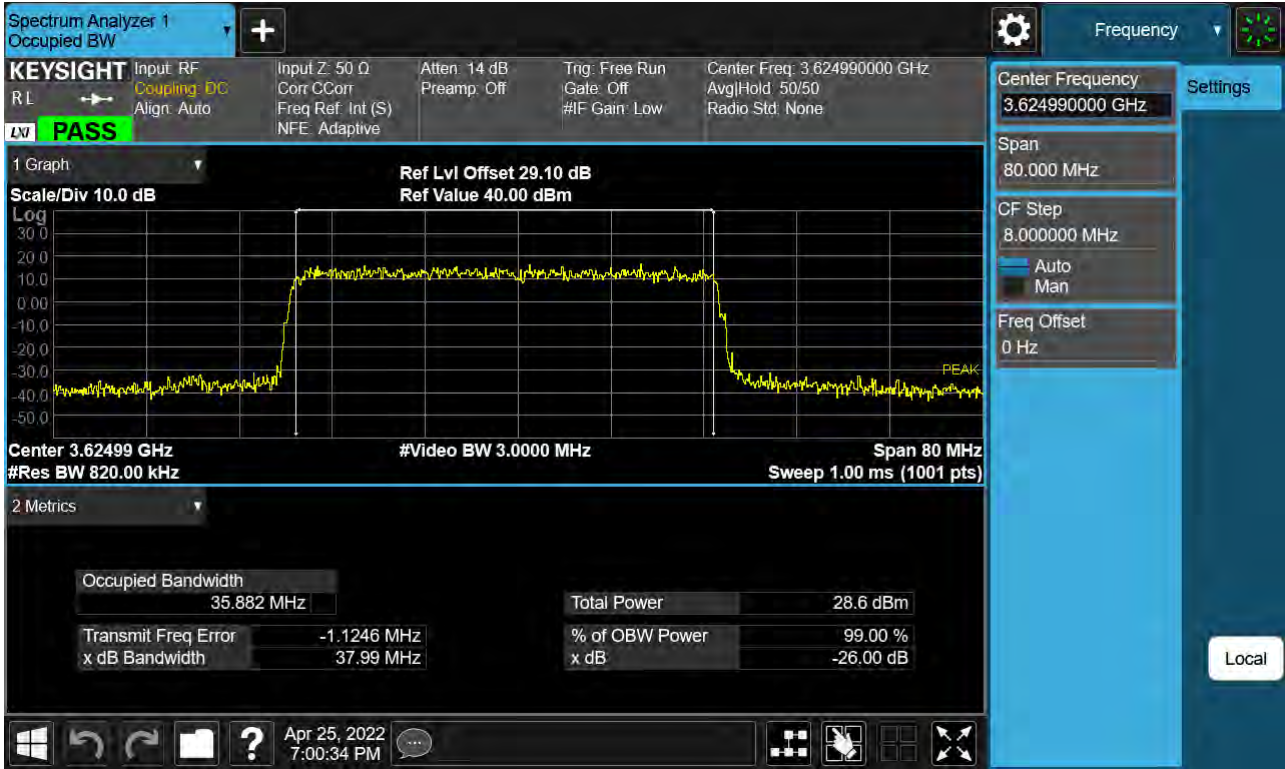 Spectrum Analyzer 1
Occupied BW
Frequency
KEYSIGHT
RL
LXI
PASS
Input: RF
Coupling: DC
Align: Auto
Input Z: 50 Ω
Corr CCorr
Freq Ref: Int (S)
NFE: Adaptive
Atten: 14 dB
Preamp: Off
Trig: Free Run
Gate: Off
#IF Gain: Low
Center Freq: 3.624990000 GHz
Avg|Hold: 50/50
Radio Std: None
Center Frequency
3.624990000 GHz
Settings
Span
80.000 MHz
CF Step
8.000000 MHz
Auto
Man
Freq Offset
0 Hz
1 Graph
Scale/Div 10.0 dB
Ref Lvl Offset 29.10 dB
Ref Value 40.00 dBm
Log
30.0
20.0
10.0
0.00
-10.0
-20.0
-30.0
-40.0
-50.0
PEAK
Center 3.62499 GHz
#Video BW 3.0000 MHz
Span 80 MHz
#Res BW 820.00 kHz
Sweep 1.00 ms (1001 pts)
2 Metrics
Occupied Bandwidth
35.882 MHz
Total Power 28.6 dBm
Transmit Freq Error -1.1246 MHz
% of OBW Power 99.00 %
x dB Bandwidth 37.99 MHz
x dB -26.00 dB
Local
Apr 25, 2022
7:00:34 PM